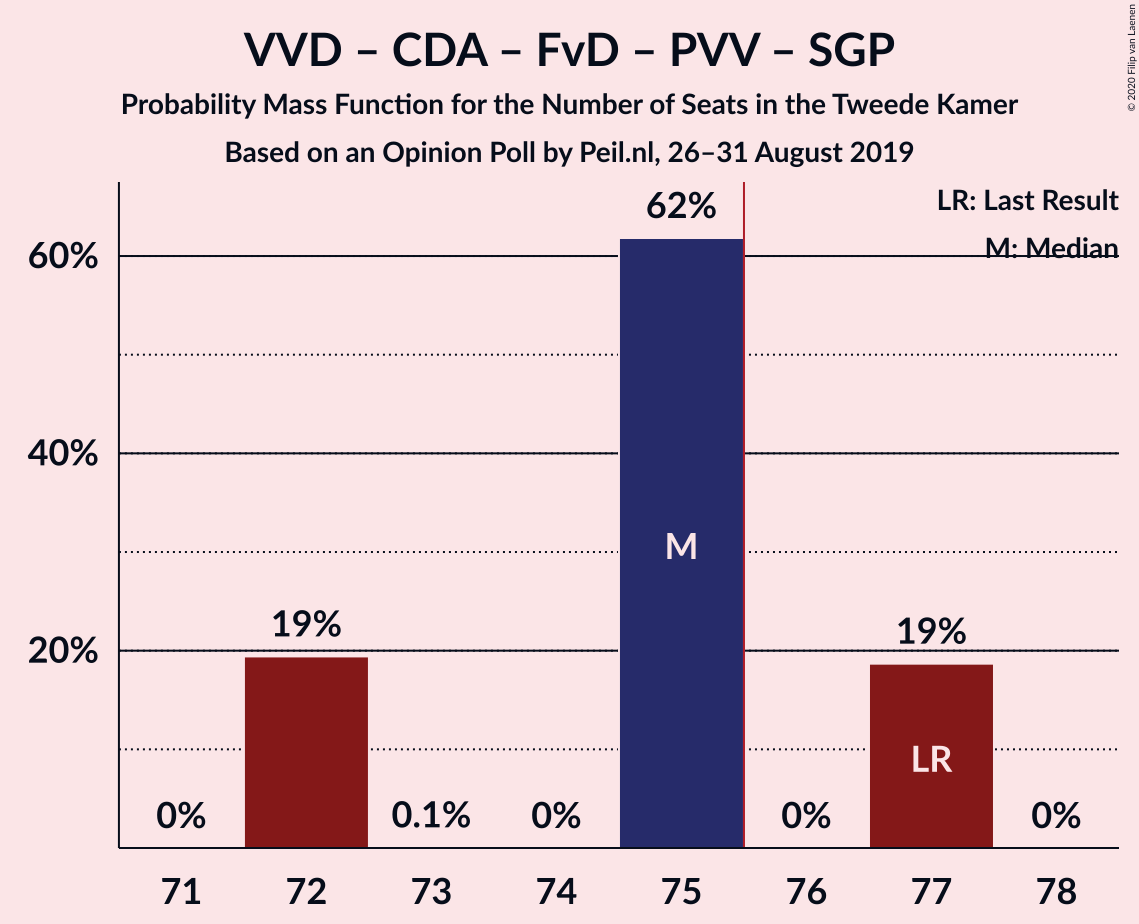 VVD – CDA – FvD – PVV – SGP
Probability Mass Function for the Number of Seats in the Tweede Kamer
Based on an Opinion Poll by Peil.nl, 26–31 August 2019
© 2020 Filip van Laenen
LR: Last Result
M: Median
60%
40%
20%
0%
19%
0.1%
0%
62%
M
0%
19%
LR
0%
71 72 73 74 75 76 77 78